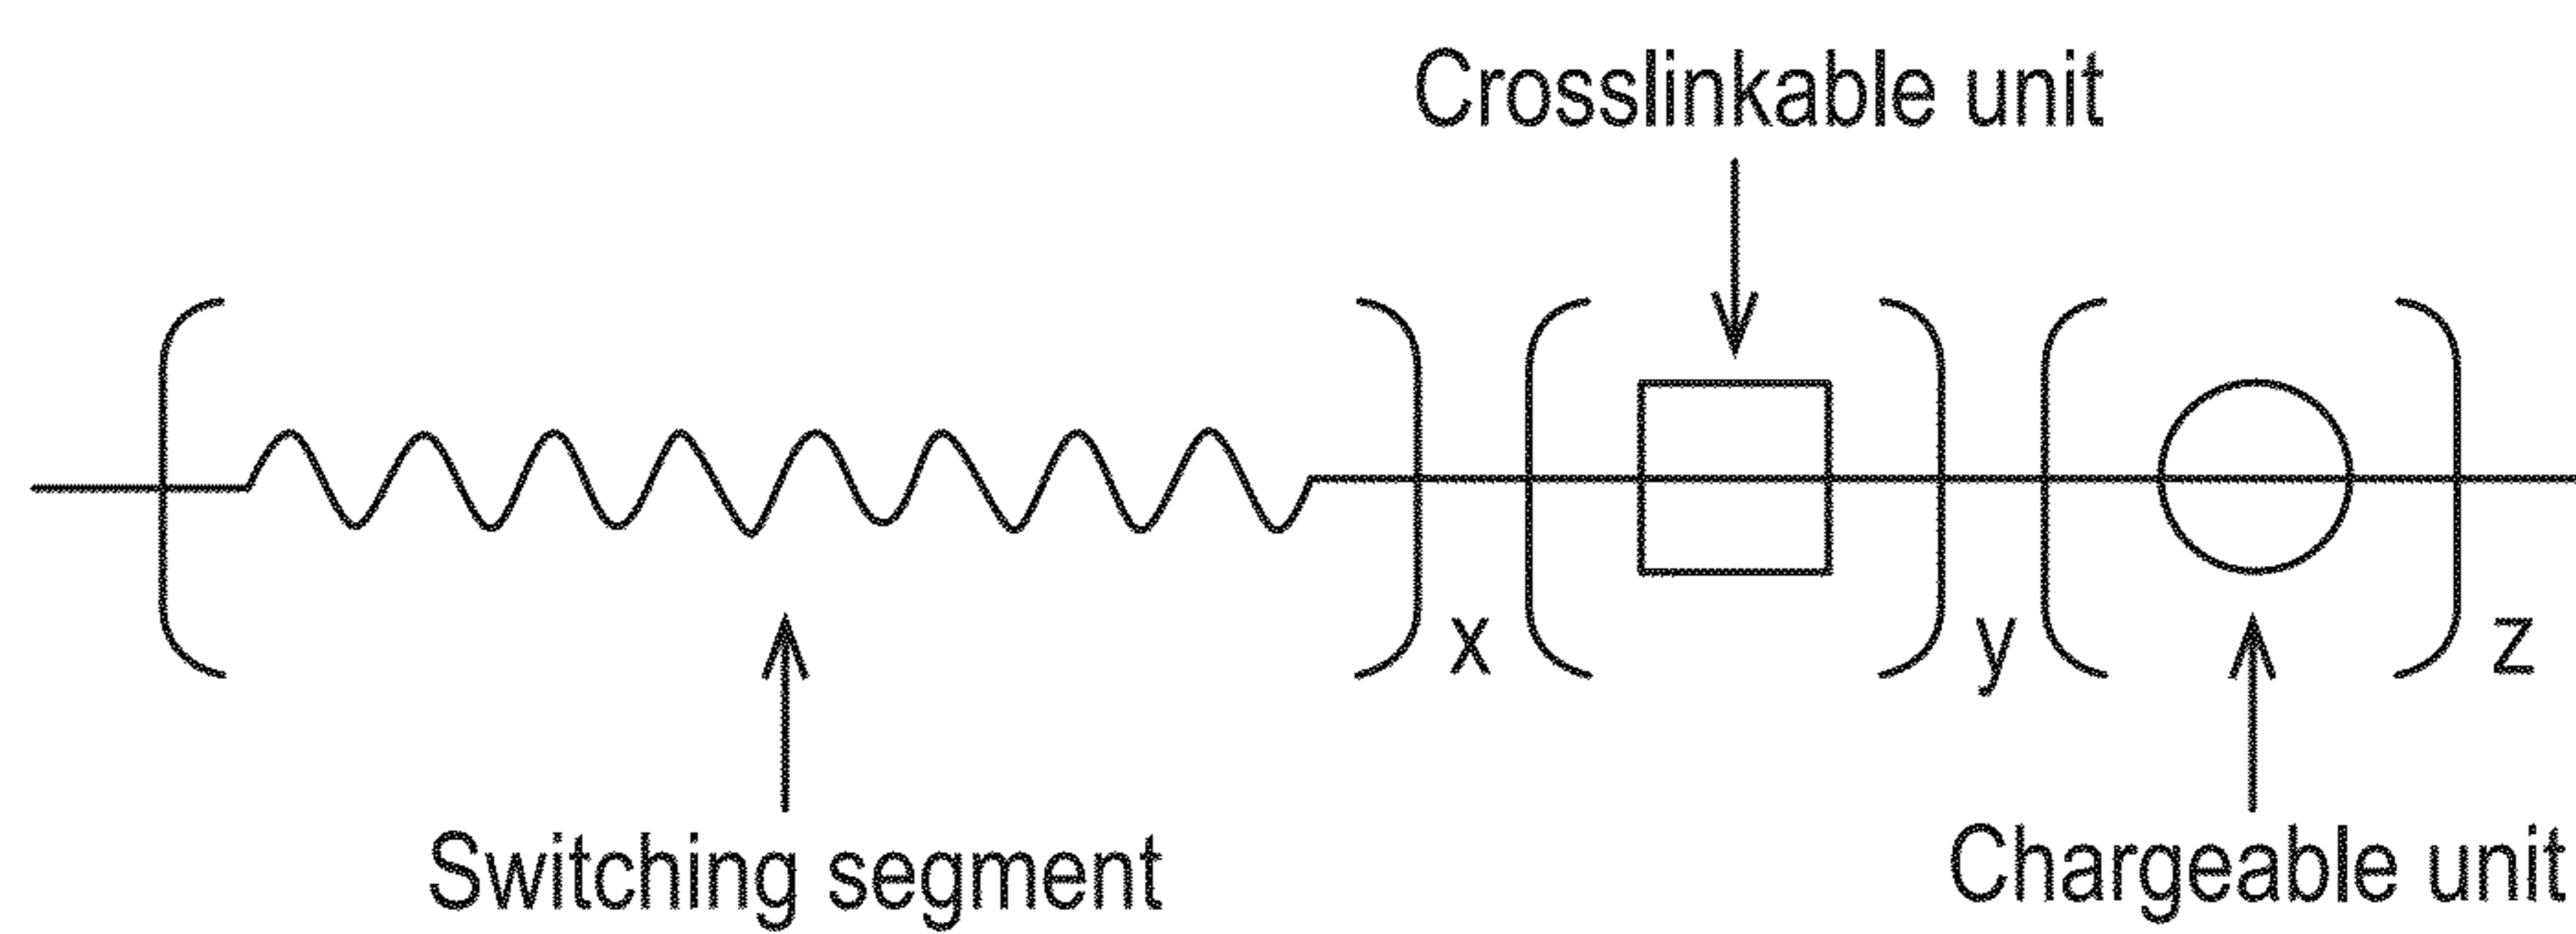 Crosslinkable unit
x
y
z
Switching segment
Chargeable unit